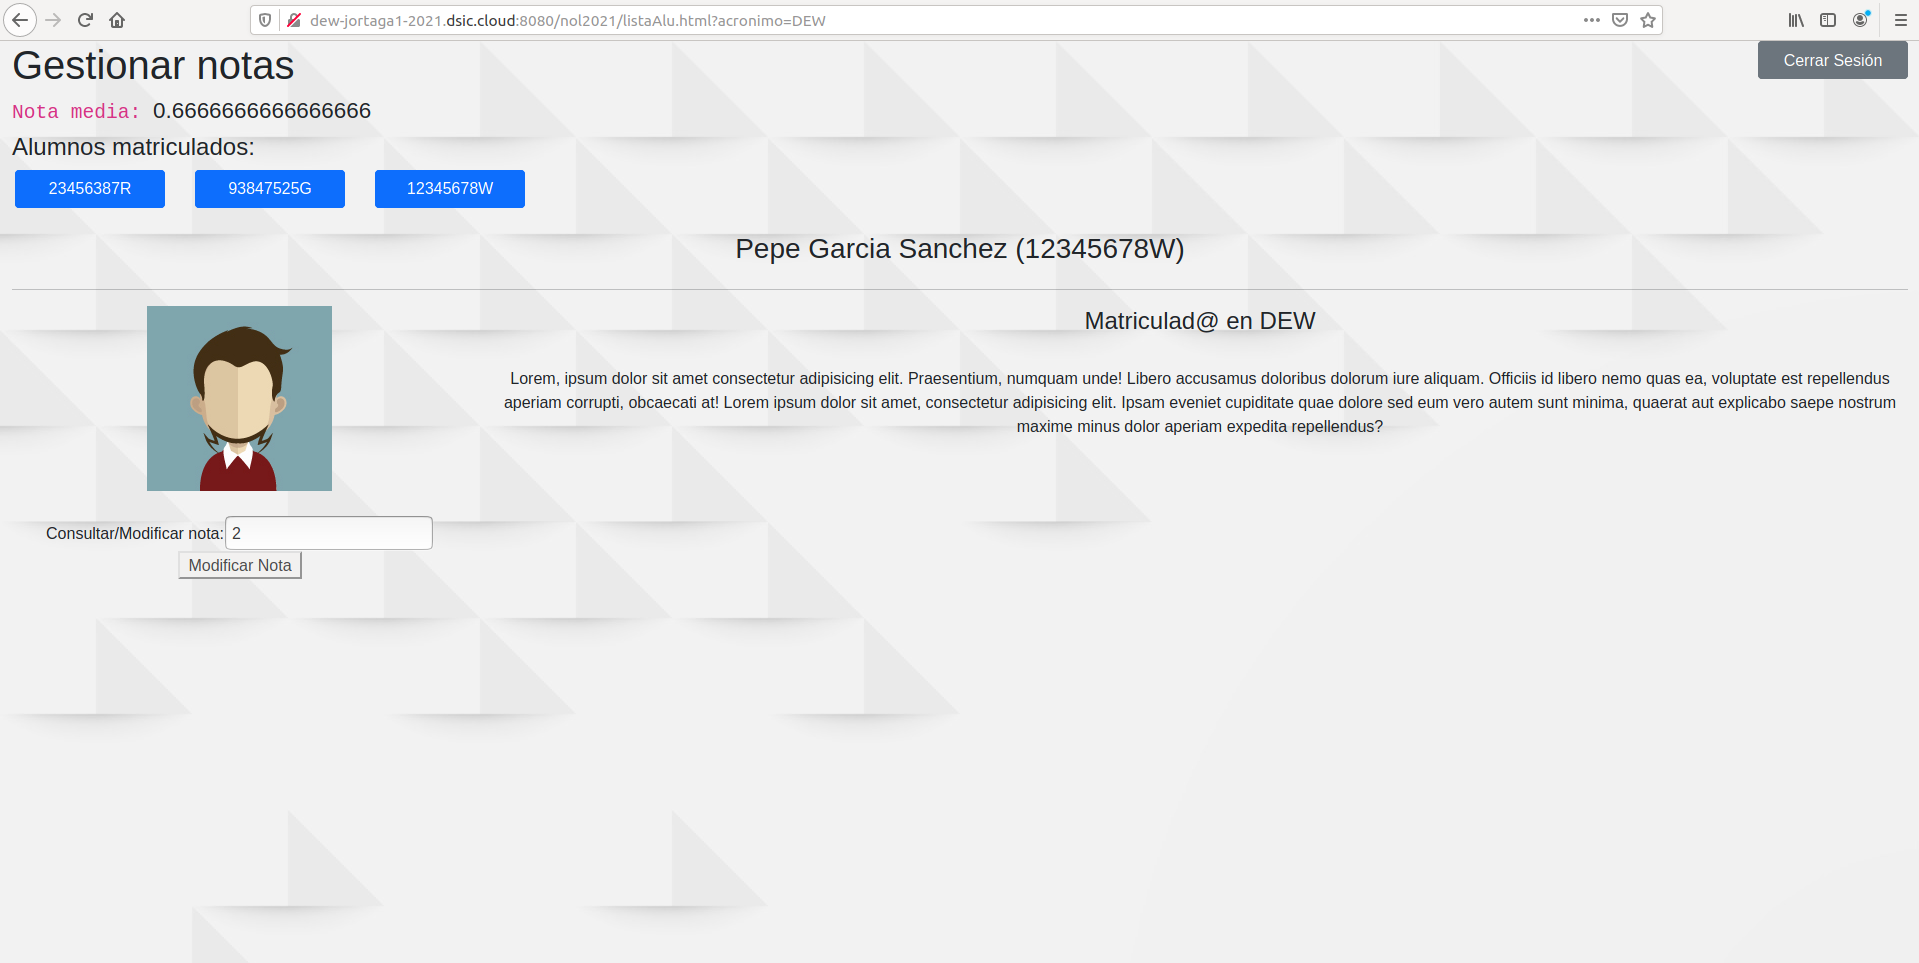 dew-jortaga1-2021.dsic.cloud:8080/nol2021/listaAlu.html?acronimo=DEW
Gestionar notas
Cerrar Sesión
Nota media: 0.6666666666666666
Alumnos matriculados:
23456387R 93847525G 12345678W
Pepe Garcia Sanchez (12345678W)
Matriculad@ en DEW
Lorem, ipsum dolor sit amet consectetur adipisicing elit. Praesentium, numquam unde! Libero accusamus doloribus dolorum iure aliquam. Officiis id libero nemo quas ea, voluptate est repellendus
aperiam corrupti, obcaecati at! Lorem ipsum dolor sit amet, consectetur adipisicing elit. Ipsam eveniet cupiditate quae dolore sed eum vero autem sunt minima, quaerat aut explicabo saepe nostrum
maxime minus dolor aperiam expedita repellendus?
Consultar/Modificar nota: 2
Modificar Nota